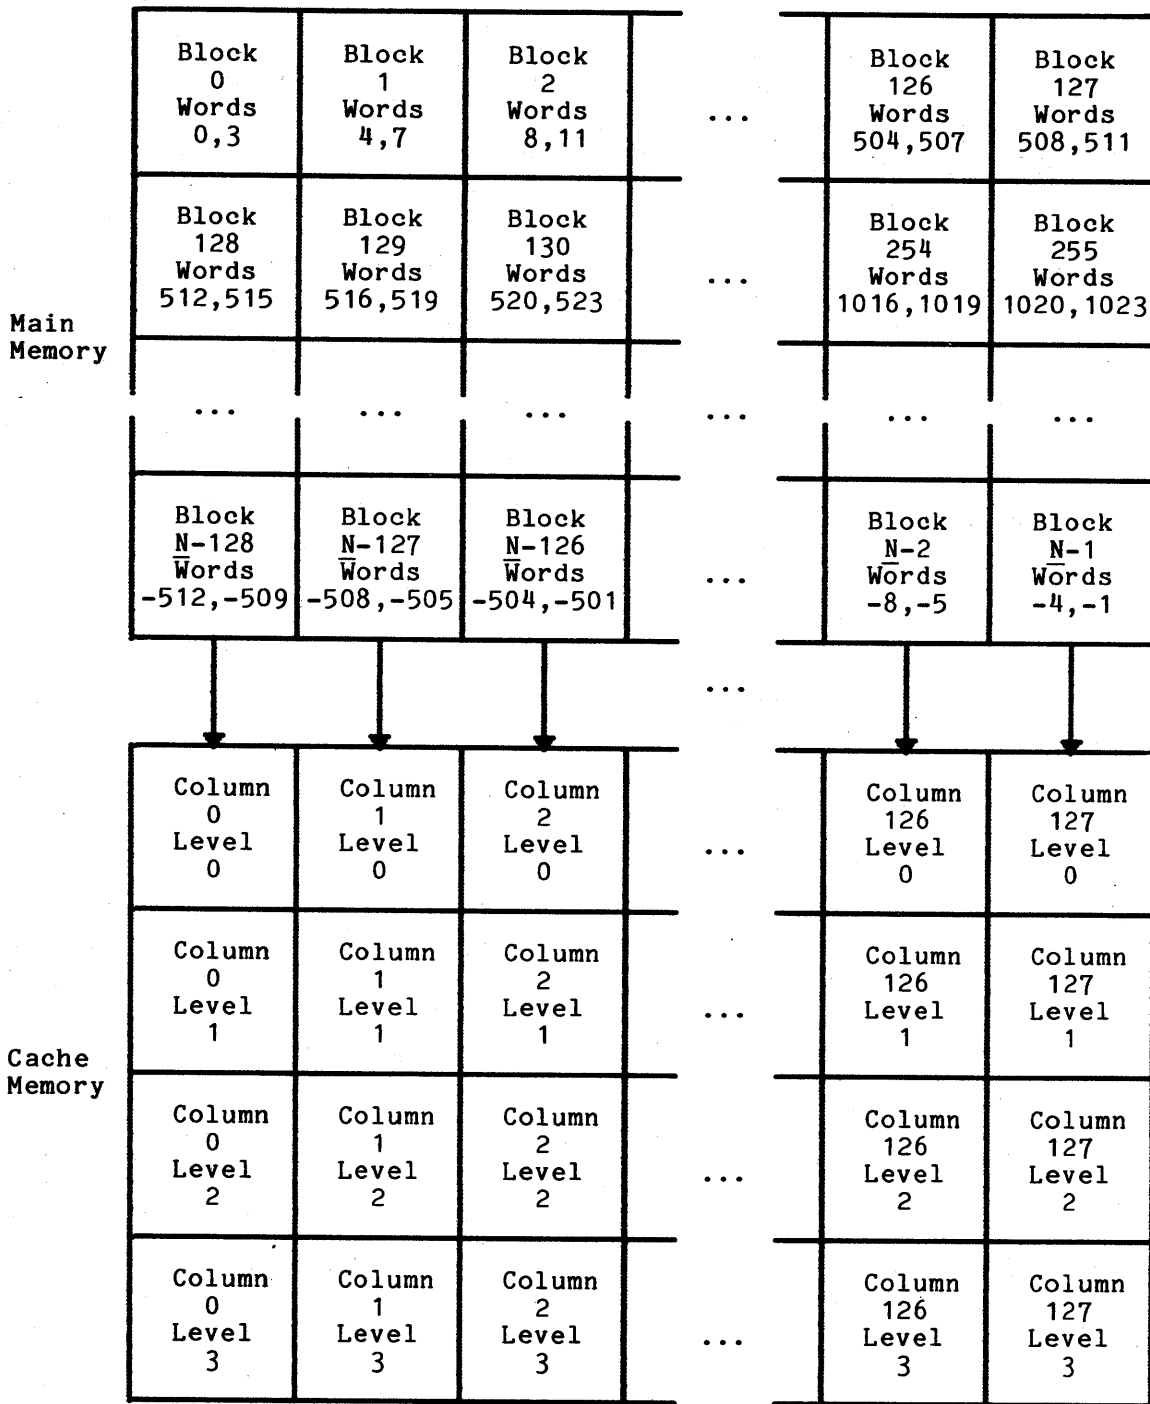 Block Block Block Block Block
0 1 2 126 127
Words Words Words ... Words Words
0,3 4,7 8,11 504,507 508,511
Block Block Block Block Block
128 129 130 254 255
Words Words Words ... Words Words
512,515 516,519 520,523 1016,1019 1020,1023
Main
Memory
... ... ... ... ... ...
Block Block Block Block Block
N-128 N-127 N-126 N-2 N-1
Words Words Words ... Words Words
-512,-509 -508,-505 -504,-501 -8,-5 -4,-1
...
Column Column Column Column Column
0 1 2 126 127
Level Level Level ... Level Level
0 0 0 0 0
Column Column Column Column Column
0 1 2 126 127
Level Level Level ... Level Level
1 1 1 1 1
Cache
Memory
Column Column Column Column Column
0 1 2 126 127
Level Level Level ... Level Level
2 2 2 2 2
Column Column Column Column Column
0 1 2 126 127
Level Level Level ... Level Level
3 3 3 3 3